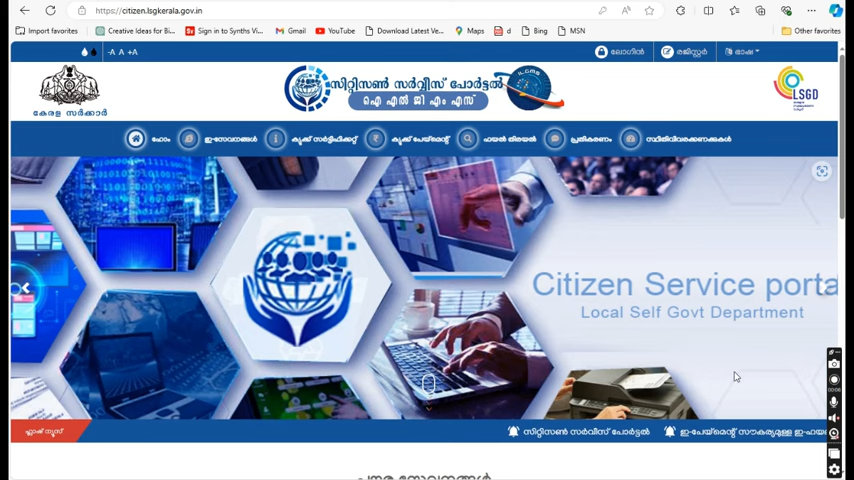 https://citizen.lsgkerala.gov.in
Import favorites
Creative Ideas for Bi...
Sign in to Synths Vi...
Gmail
YouTube
Download Latest Ve...
Maps
d
Bing
MSN
Other favorites
-A A +A
ലോഗിൻ
രജിസ്റ്റർ
ഭാഷ
സിറ്റിസൺ സർവീസ് പോർട്ടൽ
ഐ എൽ ജി എം എസ്
ILGMS
കേരള സർക്കാർ
LSGD
ഹോം
ഇ-സേവനങ്ങൾ
ക്വിക്ക് സർട്ടിഫിക്കറ്റ്
ക്വിക്ക് പേയ്മെന്റ്
ഫയൽ തിരയൽ
പ്രതികരണം
സ്ഥിതിവിവരക്കണക്കുകൾ
Citizen Service porta
Local Self Govt Department
ഫ്ലാഷ് ന്യൂസ്
സിറ്റിസൺ സർവീസ് പോർട്ടൽ
ഇ-പേയ്മെന്റ് സൗകര്യമുള്ള